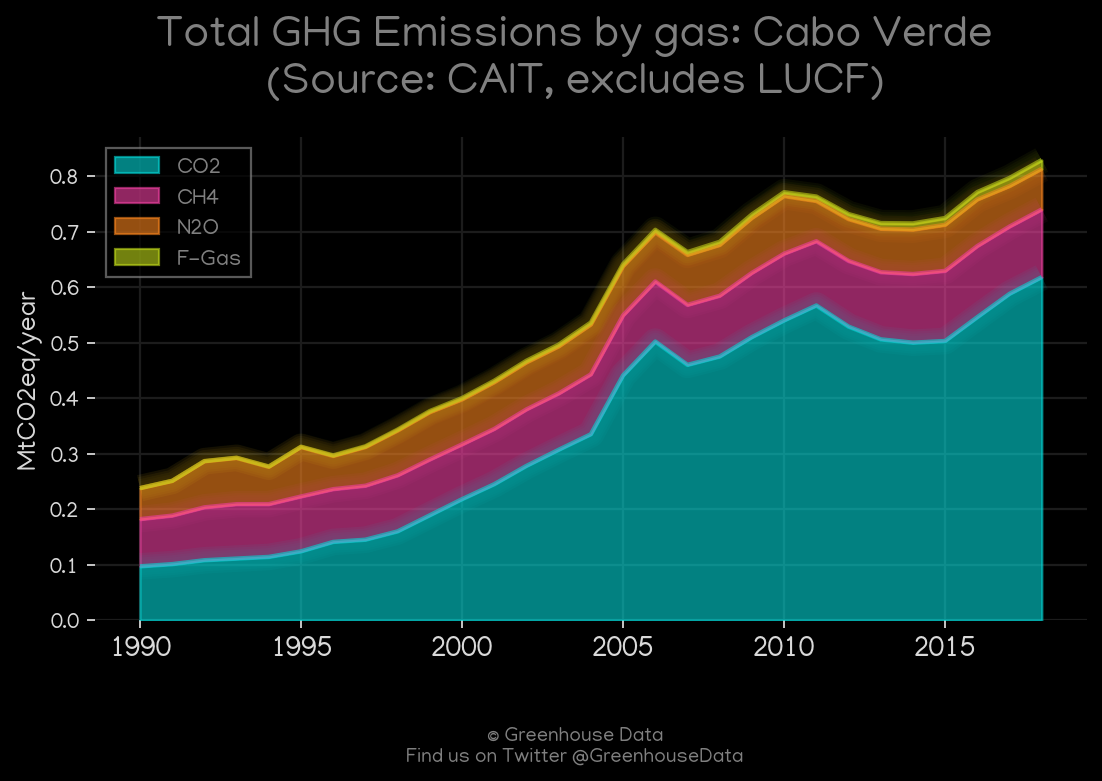 Total GHG Emissions by gas: Cabo Verde
(Source: CAIT, excludes LUCF)
CO2
CH4
N2O
F-Gas
MtCO2eq/year
0.8
0.7
0.6
0.5
0.4
0.3
0.2
0.1
0.0
1990 1995 2000 2005 2010 2015
© Greenhouse Data
Find us on Twitter @GreenhouseData